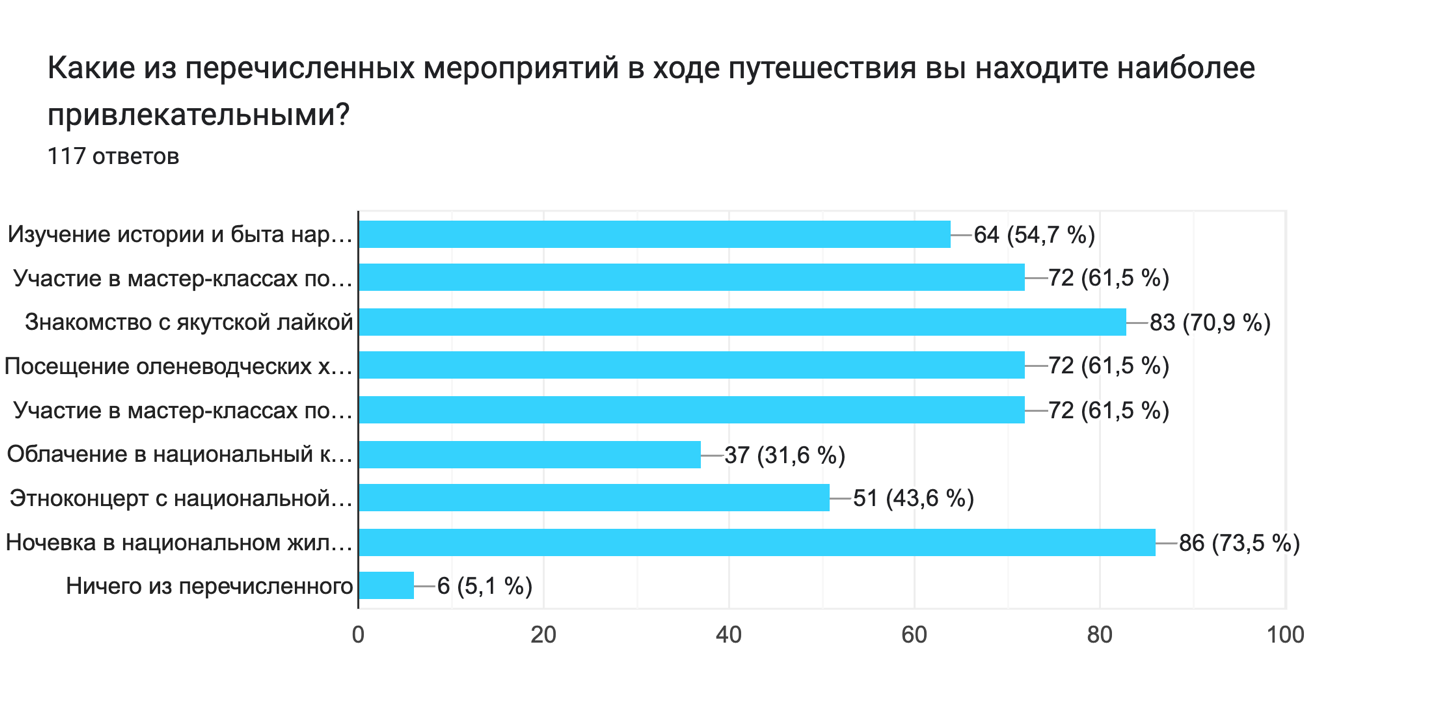 Какие из перечисленных мероприятий в ходе путешествия вы находите наиболее
привлекательными?
117 ответов
Изучение истории и быта нар… 64 (54,7 %)
Участие в мастер-классах по… 72 (61,5 %)
Знакомство с якутской лайкой 83 (70,9 %)
Посещение оленеводческих х… 72 (61,5 %)
Участие в мастер-классах по… 72 (61,5 %)
Облачение в национальный к… 37 (31,6 %)
Этноконцерт с национальной… 51 (43,6 %)
Ночевка в национальном жил… 86 (73,5 %)
Ничего из перечисленного 6 (5,1 %)
0 20 40 60 80 100